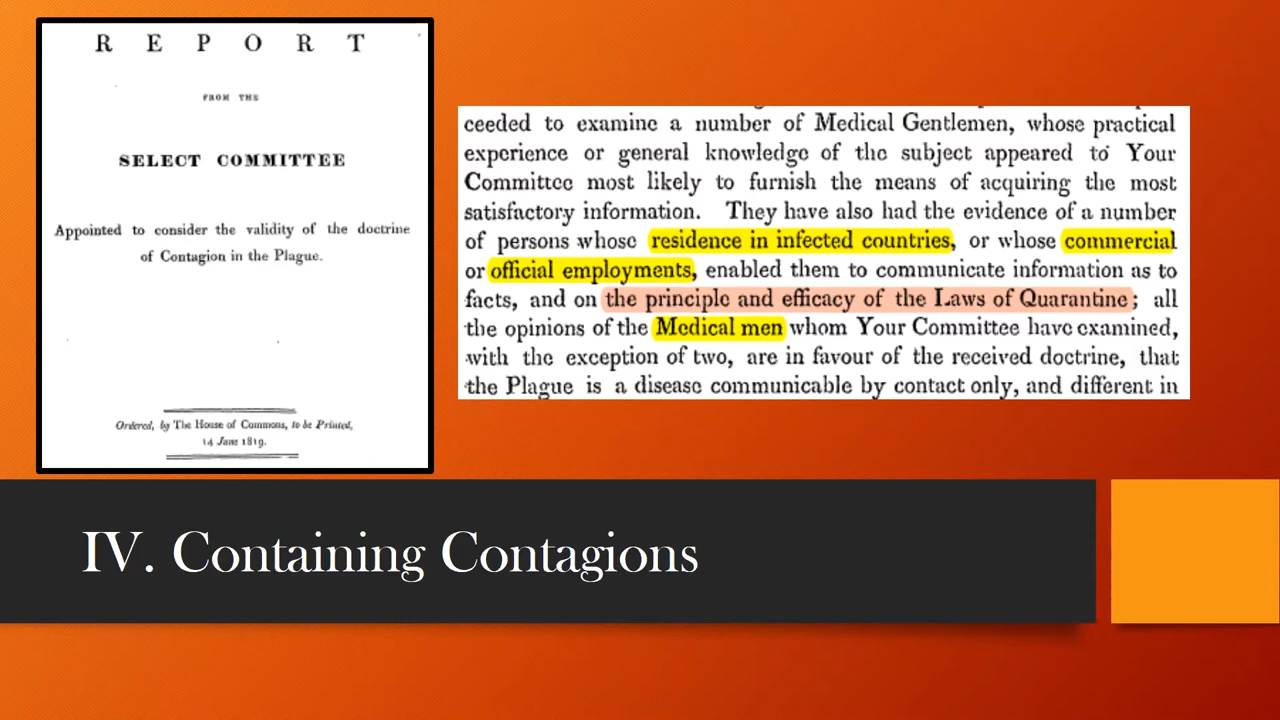 R E P O R T
FROM THE
SELECT COMMITTEE
Appointed to consider the validity of the doctrine
of Contagion in the Plague.
Ordered, by The House of Commons, to be Printed,
14 June 1819.
ceeded to examine a number of Medical Gentlemen, whose practical
experience or general knowledge of the subject appeared to Your
Committee most likely to furnish the means of acquiring the most
satisfactory information. They have also had the evidence of a number
of persons whose residence in infected countries, or whose commercial
or official employments, enabled them to communicate information as to
facts, and on the principle and efficacy of the Laws of Quarantine; all
the opinions of the Medical men whom Your Committee have examined,
with the exception of two, are in favour of the received doctrine, that
the Plague is a disease communicable by contact only, and different in
IV. Containing Contagions